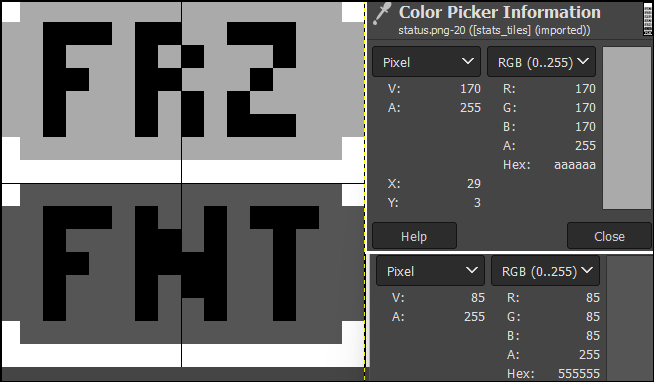 FRZ
FNT
Color Picker Information
status.png-20 ([stats_tiles] (imported))
Pixel RGB (0..255)
V: 170 R: 170
A: 255 G: 170
B: 170
A: 255
Hex: aaaaaa
X: 29
Y: 3
Help Close
Pixel RGB (0..255)
V: 85 R: 85
A: 255 G: 85
B: 85
A: 255
Hex: 555555